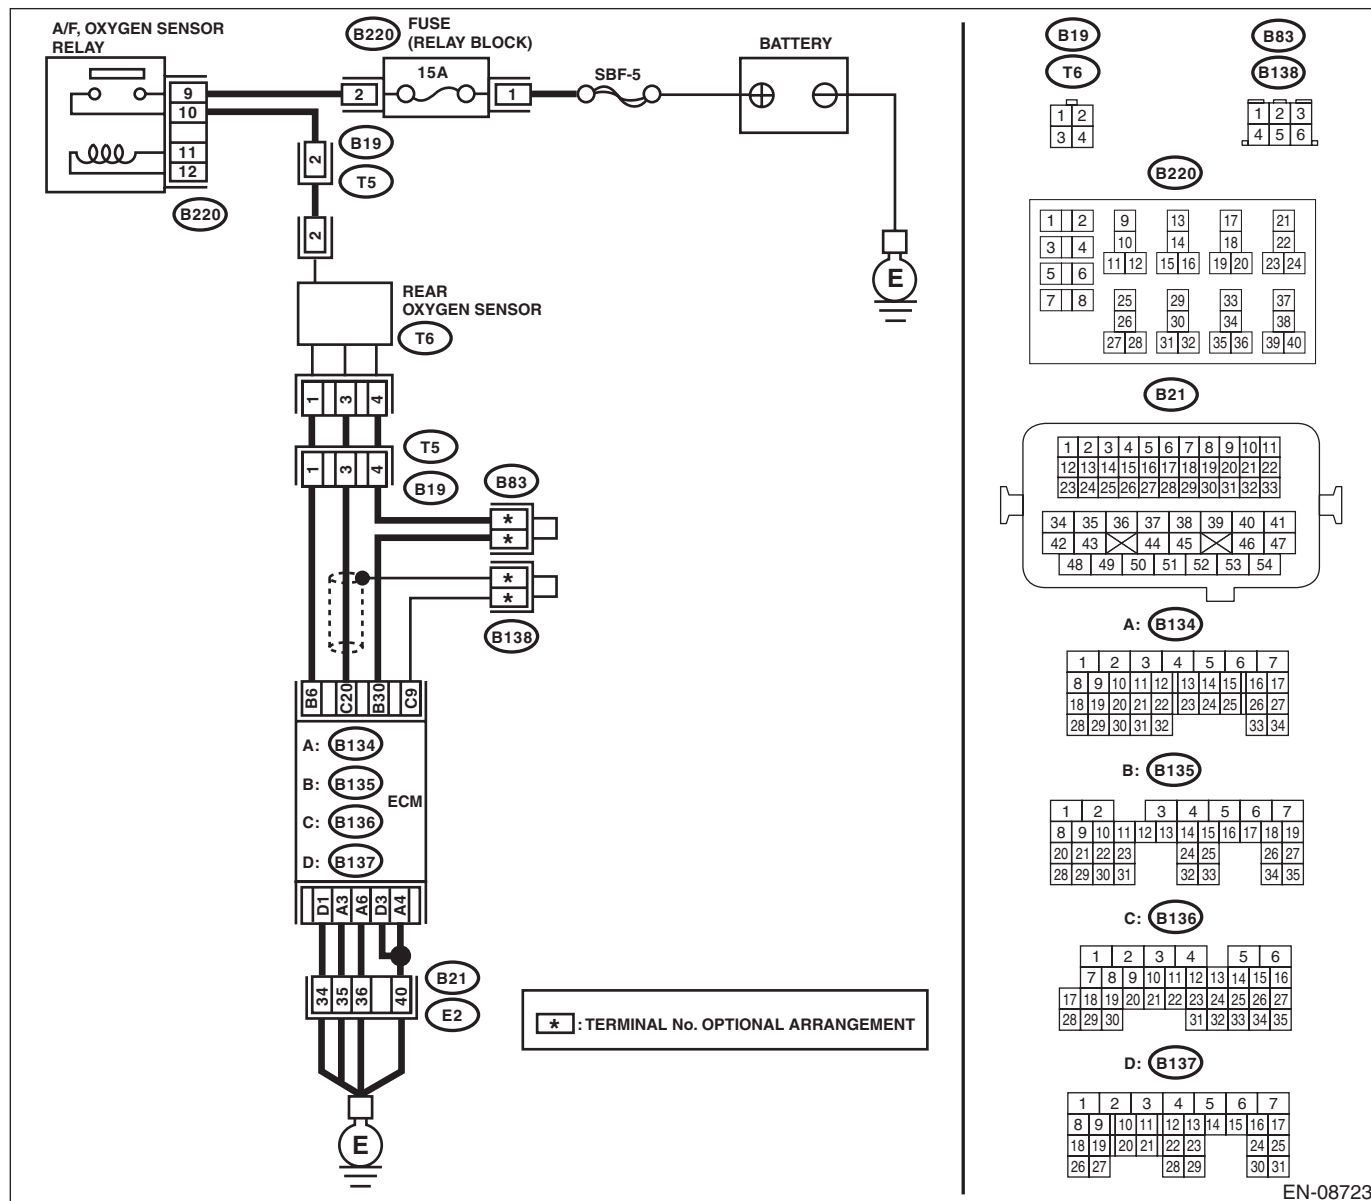 A/F, OXYGEN SENSOR
RELAY
B220
FUSE
(RELAY BLOCK)
15A
SBF-5
BATTERY
9
10
11
12
2
1
B220
2
B19
T5
2
E
REAR
OXYGEN SENSOR
T6
1 3 4
1 3 4
T5
B19
B83
*
*
*
*
B138
B6 C20 B30 C9
A: B134
B: B135
C: B136
D: B137
ECM
D1 A3 A6 D3 A4
34 35 36 40
B21
E2
E
* : TERMINAL No. OPTIONAL ARRANGEMENT
B19
T6
1 2
3 4
B83
B138
1 2 3
4 5 6
B220
1 2 9 13 17 21
3 4 10 14 18 22
5 6 11 12 15 16 19 20 23 24
7 8 25 29 33 37
26 30 34 38
27 28 31 32 35 36 39 40
B21
1 2 3 4 5 6 7 8 9 10 11
12 13 14 15 16 17 18 19 20 21 22
23 24 25 26 27 28 29 30 31 32 33
34 35 36 37 38 39 40 41
42 43 44 45 46 47
48 49 50 51 52 53 54
A: B134
1 2 3 4 5 6 7
8 9 10 11 12 13 14 15 16 17
18 19 20 21 22 23 24 25 26 27
28 29 30 31 32 33 34
B: B135
1 2 3 4 5 6 7
8 9 10 11 12 13 14 15 16 17 18 19
20 21 22 23 24 25 26 27
28 29 30 31 32 33 34 35
C: B136
1 2 3 4 5 6
7 8 9 10 11 12 13 14 15 16
17 18 19 20 21 22 23 24 25 26 27
28 29 30 31 32 33 34 35
D: B137
1 2 3 4 5 6 7
8 9 10 11 12 13 14 15 16 17
18 19 20 21 22 23 24 25
26 27 28 29 30 31
EN-08723